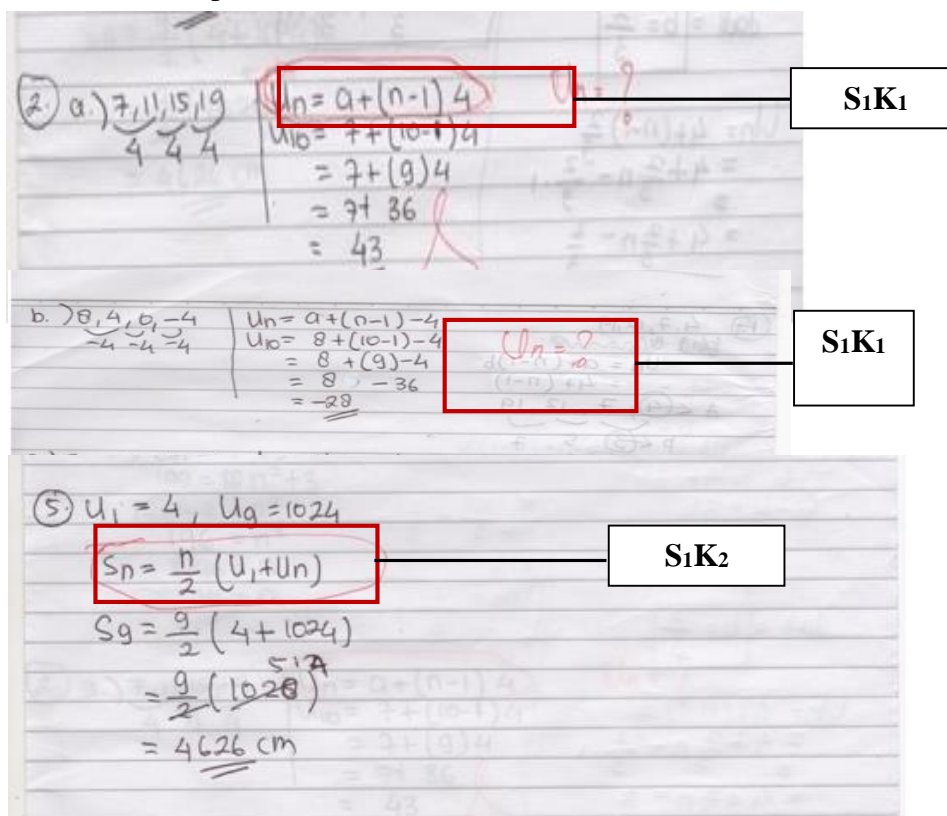 2. a.) 7, 11, 15, 19
4 4 4
Un = a + (n-1) 4
U10 = 7 + (10-1) 4
= 7 + (9) 4
= 7 + 36
= 43
Un = ?
S1K1
b. ) 8, 4, 0, -4
-4 -4 -4
Un = a + (n-1) -4
U10 = 8 + (10-1) -4
= 8 + (9) -4
= 8 - 36
= -28
Un = ?
S1K1
5. U1 = 4 , U9 = 1024
Sn = n/2 (U1 + Un)
S1K2
S9 = 9/2 ( 4 + 1024 )
514
= 9/2 ( 1028 )
= 4626 cm